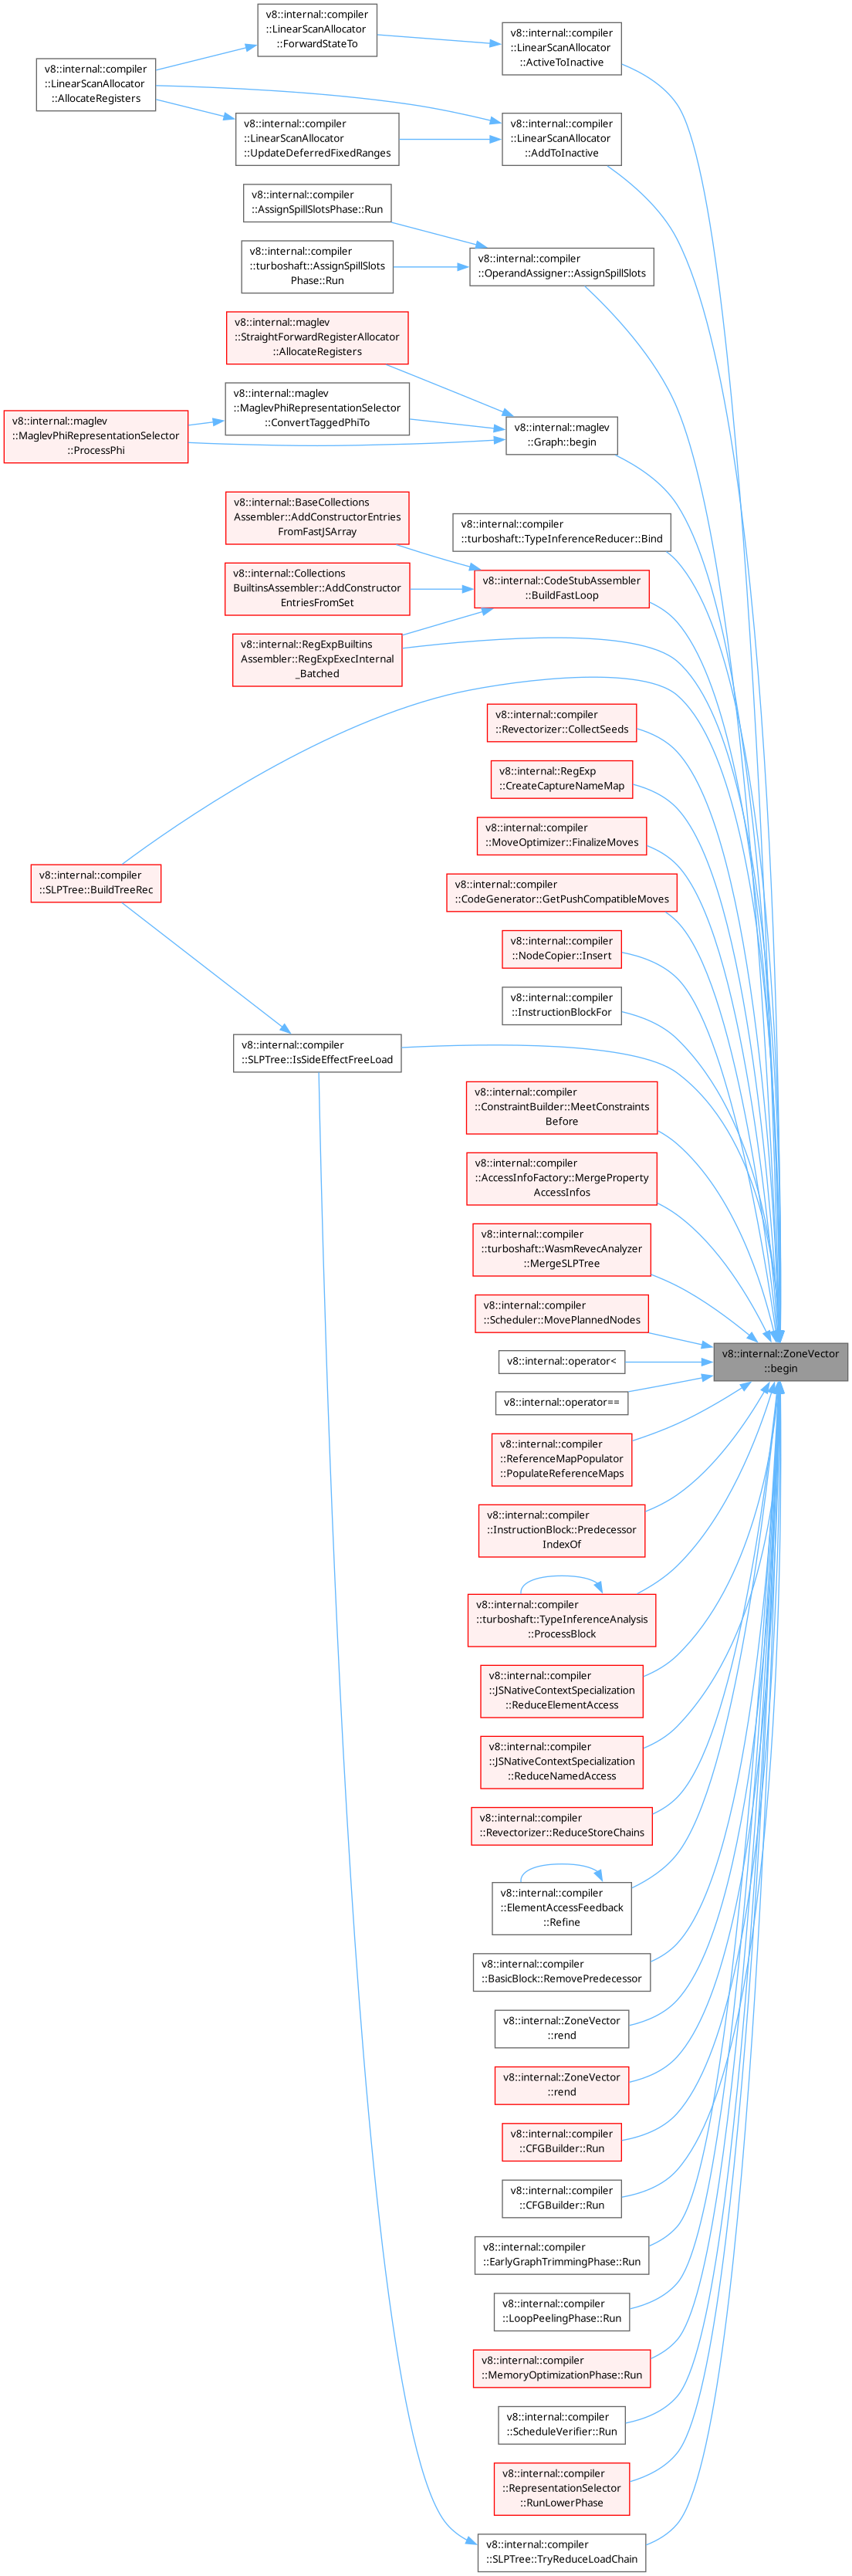 v8::internal::compiler
::LinearScanAllocator
::ForwardStateTo
v8::internal::compiler
::LinearScanAllocator
::ActiveToInactive
v8::internal::compiler
::LinearScanAllocator
::AllocateRegisters
v8::internal::compiler
::LinearScanAllocator
::UpdateDeferredFixedRanges
v8::internal::compiler
::LinearScanAllocator
::AddToInactive
v8::internal::compiler
::AssignSpillSlotsPhase::Run
v8::internal::compiler
::turboshaft::AssignSpillSlots
Phase::Run
v8::internal::compiler
::OperandAssigner::AssignSpillSlots
v8::internal::maglev
::StraightForwardRegisterAllocator
::AllocateRegisters
v8::internal::maglev
::MaglevPhiRepresentationSelector
::ConvertTaggedPhiTo
v8::internal::maglev
::MaglevPhiRepresentationSelector
::ProcessPhi
v8::internal::maglev
::Graph::begin
v8::internal::BaseCollections
Assembler::AddConstructorEntries
FromFastJSArray
v8::internal::compiler
::turboshaft::TypeInferenceReducer::Bind
v8::internal::Collections
BuiltinsAssembler::AddConstructor
EntriesFromSet
v8::internal::CodeStubAssembler
::BuildFastLoop
v8::internal::RegExpBuiltins
Assembler::RegExpExecInternal
_Batched
v8::internal::compiler
::Revectorizer::CollectSeeds
v8::internal::RegExp
::CreateCaptureNameMap
v8::internal::compiler
::MoveOptimizer::FinalizeMoves
v8::internal::compiler
::SLPTree::BuildTreeRec
v8::internal::compiler
::CodeGenerator::GetPushCompatibleMoves
v8::internal::compiler
::NodeCopier::Insert
v8::internal::compiler
::InstructionBlockFor
v8::internal::compiler
::SLPTree::IsSideEffectFreeLoad
v8::internal::compiler
::ConstraintBuilder::MeetConstraints
Before
v8::internal::compiler
::AccessInfoFactory::MergeProperty
AccessInfos
v8::internal::compiler
::turboshaft::WasmRevecAnalyzer
::MergeSLPTree
v8::internal::compiler
::Scheduler::MovePlannedNodes
v8::internal::ZoneVector
::begin
v8::internal::operator<
v8::internal::operator==
v8::internal::compiler
::ReferenceMapPopulator
::PopulateReferenceMaps
v8::internal::compiler
::InstructionBlock::Predecessor
IndexOf
v8::internal::compiler
::turboshaft::TypeInferenceAnalysis
::ProcessBlock
v8::internal::compiler
::JSNativeContextSpecialization
::ReduceElementAccess
v8::internal::compiler
::JSNativeContextSpecialization
::ReduceNamedAccess
v8::internal::compiler
::Revectorizer::ReduceStoreChains
v8::internal::compiler
::ElementAccessFeedback
::Refine
v8::internal::compiler
::BasicBlock::RemovePredecessor
v8::internal::ZoneVector
::rend
v8::internal::ZoneVector
::rend
v8::internal::compiler
::CFGBuilder::Run
v8::internal::compiler
::CFGBuilder::Run
v8::internal::compiler
::EarlyGraphTrimmingPhase::Run
v8::internal::compiler
::LoopPeelingPhase::Run
v8::internal::compiler
::MemoryOptimizationPhase::Run
v8::internal::compiler
::ScheduleVerifier::Run
v8::internal::compiler
::RepresentationSelector
::RunLowerPhase
v8::internal::compiler
::SLPTree::TryReduceLoadChain